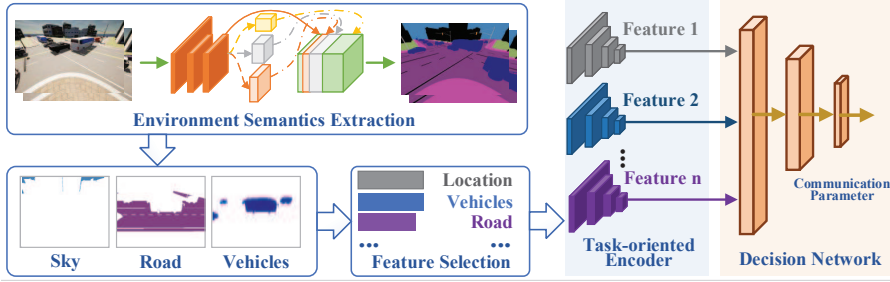 Environment Semantics Extraction
Sky
Road
Vehicles
Location
Vehicles
Road
Feature Selection
Feature 1
Feature 2
Feature n
Task-oriented
Encoder
Communication
Parameter
Decision Network